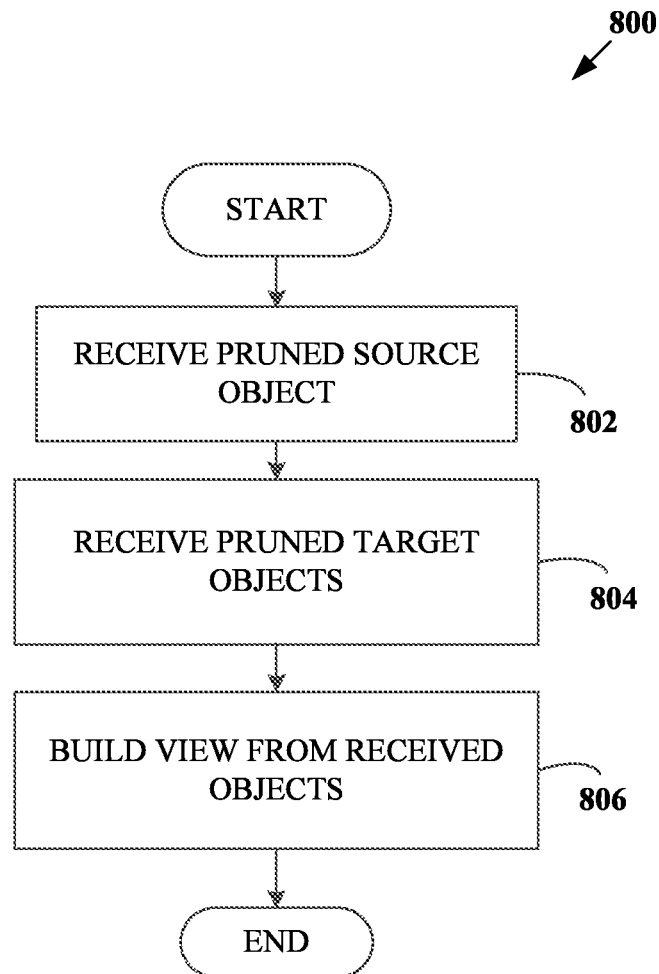 800
START
RECEIVE PRUNED SOURCE
OBJECT
802
RECEIVE PRUNED TARGET
OBJECTS
804
BUILD VIEW FROM RECEIVED
OBJECTS
806
END